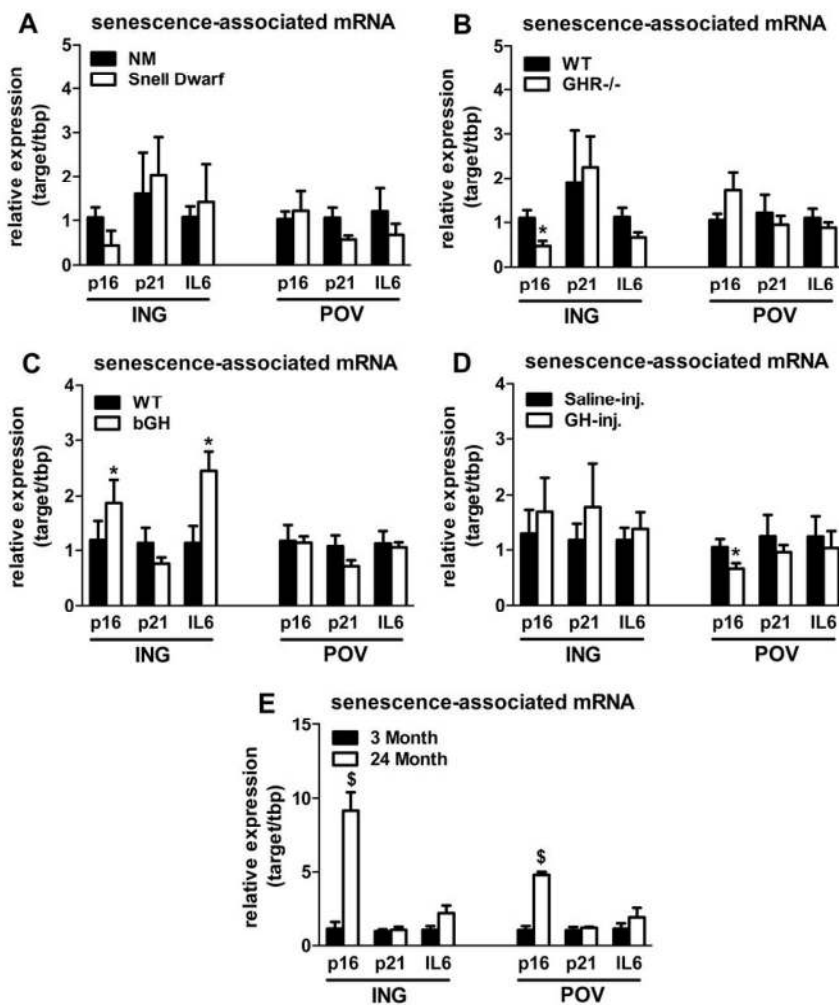 A
senescence-associated mRNA
relative expression
(target/tbp)
5
4
3
2
1
0
NM
Snell Dwarf
p16 p21 IL6 p16 p21 IL6
ING POV
B
senescence-associated mRNA
relative expression
(target/tbp)
5
4
3
2
1
0
WT
GHR-/-
*
p16 p21 IL6 p16 p21 IL6
ING POV
C
senescence-associated mRNA
relative expression
(target/tbp)
4
3
2
1
0
WT
bGH
* *
p16 p21 IL6 p16 p21 IL6
ING POV
D
senescence-associated mRNA
relative expression
(target/tbp)
4
3
2
1
0
Saline-inj.
GH-inj.
*
p16 p21 IL6 p16 p21 IL6
ING POV
E
senescence-associated mRNA
relative expression
(target/tbp)
15
10
5
0
3 Month
24 Month
$ $
p16 p21 IL6 p16 p21 IL6
ING POV